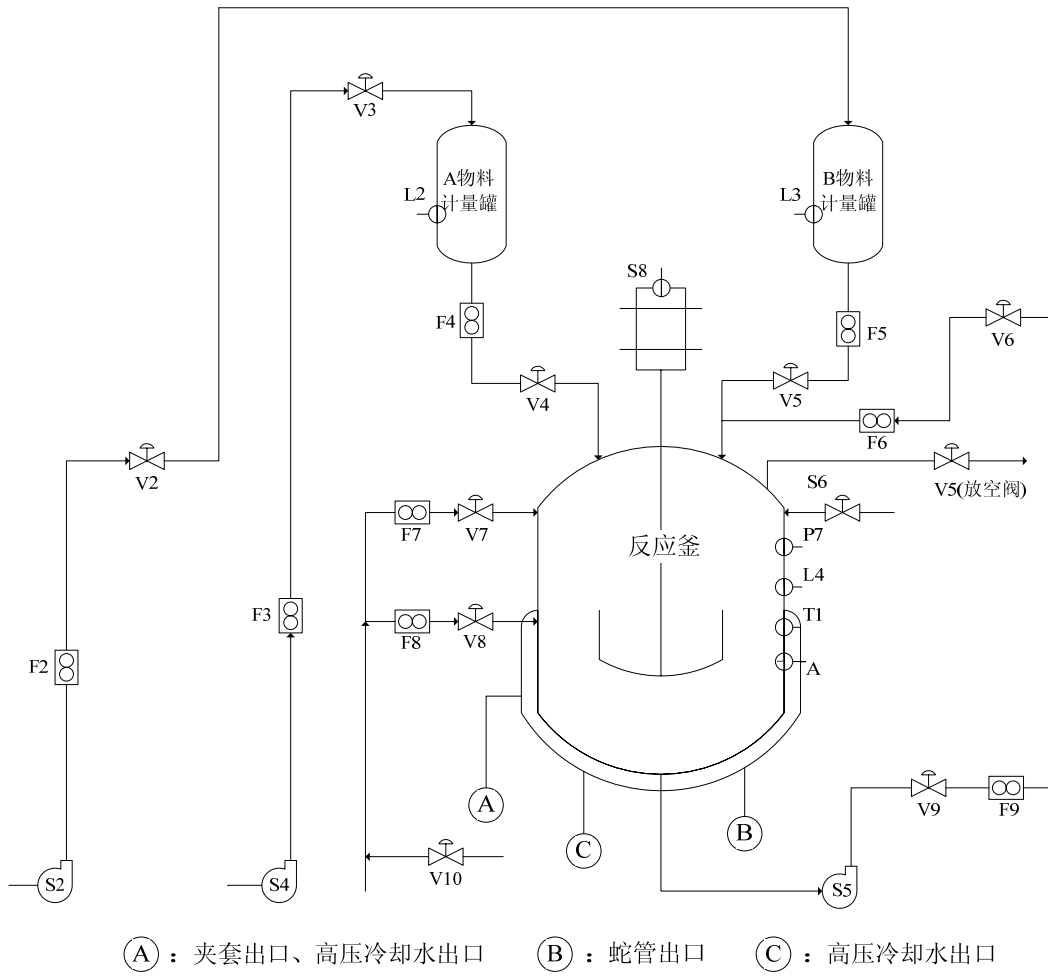 V3
A物料
计量罐
L2
B物料
计量罐
L3
S8
F4
F5
V6
V4
V5
F6
V2
S6
V5(放空阀)
F7
V7
反应釜
P7
L4
F3
F8
V8
T1
F2
A
A
V9
F9
B
C
V10
S2
S4
S5
A：夹套出口、高压冷却水出口 B：蛇管出口 C：高压冷却水出口